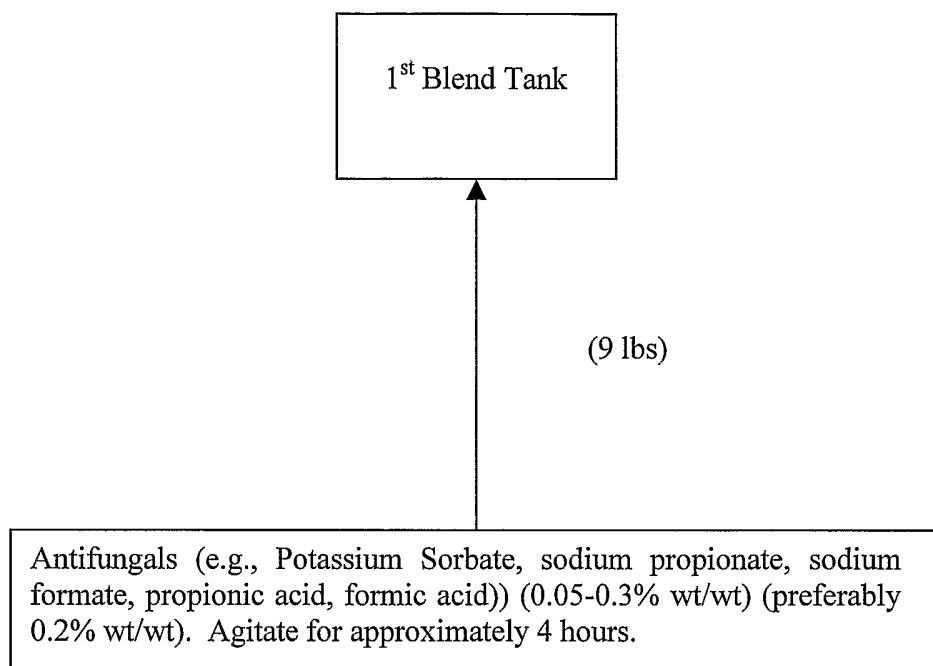 1st Blend Tank
(9 lbs)
Antifungals (e.g., Potassium Sorbate, sodium propionate, sodium
formate, propionic acid, formic acid)) (0.05-0.3% wt/wt) (preferably
0.2% wt/wt). Agitate for approximately 4 hours.